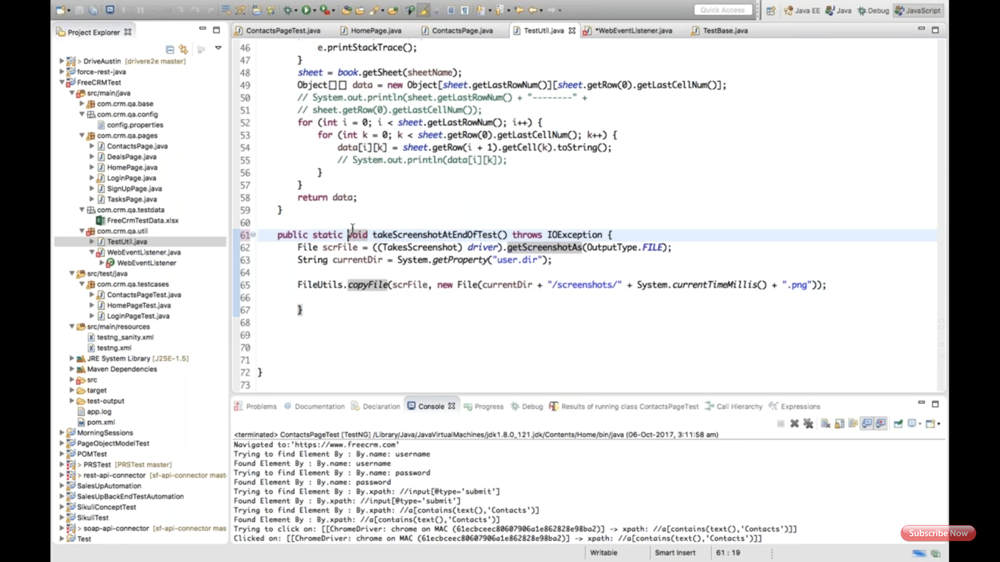 Quick Access
Java EE
Java
Debug
JavaScript
Project Explorer
ContactsPageTest.java
HomePage.java
ContactsPage.java
TestUtil.java
*WebEventListener.java
TestBase.java
> DriveAustin [drivere2e master]
force-rest-java
FreeCRMTest
src/main/java
com.crm.qa.base
com.crm.qa.config
config.properties
com.crm.qa.pages
ContactsPage.java
DealsPage.java
HomePage.java
LoginPage.java
SignUpPage.java
TasksPage.java
com.crm.qa.testdata
FreeCrmTestData.xlsx
com.crm.qa.util
TestUtil.java
WebEventListener.java
WebEventListener
src/test/java
com.crm.qa.testcases
ContactsPageTest.java
HomePageTest.java
LoginPageTest.java
src/main/resources
testng_sanity.xml
testng.xml
JRE System Library [J2SE-1.5]
Maven Dependencies
src
target
test-output
app.log
pom.xml
MorningSessions
PageObjectModelTest
POMTest
> PRSTest [PRSTest master]
> rest-api-connector [sf-api-connector mast
SalesUpAutomation
SalesUpBackEndTestAutomation
SikuliConceptTest
SikuliTest
> soap-api-connector [sf-api-connector mas
Test
46 e.printStackTrace();
47 }
48 sheet = book.getSheet(sheetName);
49 Object[][] data = new Object[sheet.getLastRowNum()][sheet.getRow(0).getLastCellNum()];
50 // System.out.println(sheet.getLastRowNum() + "--------" +
51 // sheet.getRow(0).getLastCellNum());
52 for (int i = 0; i < sheet.getLastRowNum(); i++) {
53 for (int k = 0; k < sheet.getRow(0).getLastCellNum(); k++) {
54 data[i][k] = sheet.getRow(i + 1).getCell(k).toString();
55 // System.out.println(data[i][k]);
56 }
57 }
58 return data;
59 }
60
61 public static void takeScreenshotAtEndOfTest() throws IOException {
62 File scrFile = ((TakesScreenshot) driver).getScreenshotAs(OutputType.FILE);
63 String currentDir = System.getProperty("user.dir");
64
65 FileUtils.copyFile(scrFile, new File(currentDir + "/screenshots/" + System.currentTimeMillis() + ".png"));
66
67 }
68
69
70
71
72 }
73
Problems
Documentation
Declaration
Console
Progress
Debug
Results of running class ContactsPageTest
Call Hierarchy
Expressions
<terminated> ContactsPageTest [TestNG] /Library/Java/JavaVirtualMachines/jdk1.8.0_121.jdk/Contents/Home/bin/java (06-Oct-2017, 3:11:58 am)
Navigated to:'https://www.freecrm.com'
Trying to find Element By : By.name: username
Found Element By : By.name: username
Trying to find Element By : By.name: password
Found Element By : By.name: password
Trying to find Element By : By.xpath: //input[@type='submit']
Found Element By : By.xpath: //input[@type='submit']
Trying to find Element By : By.xpath: //a[contains(text(),'Contacts')]
Found Element By : By.xpath: //a[contains(text(),'Contacts')]
Trying to click on: [[ChromeDriver: chrome on MAC (61ecbceec80607906a1e862828e98ba2)] -> xpath: //a[contains(text(),'Contacts')]]
Clicked on: [[ChromeDriver: chrome on MAC (61ecbceec80607906a1e862828e98ba2)] -> xpath: //a[contains(text(),'Contacts')]]
Subscribe Now
Writable
Smart Insert
61 : 19